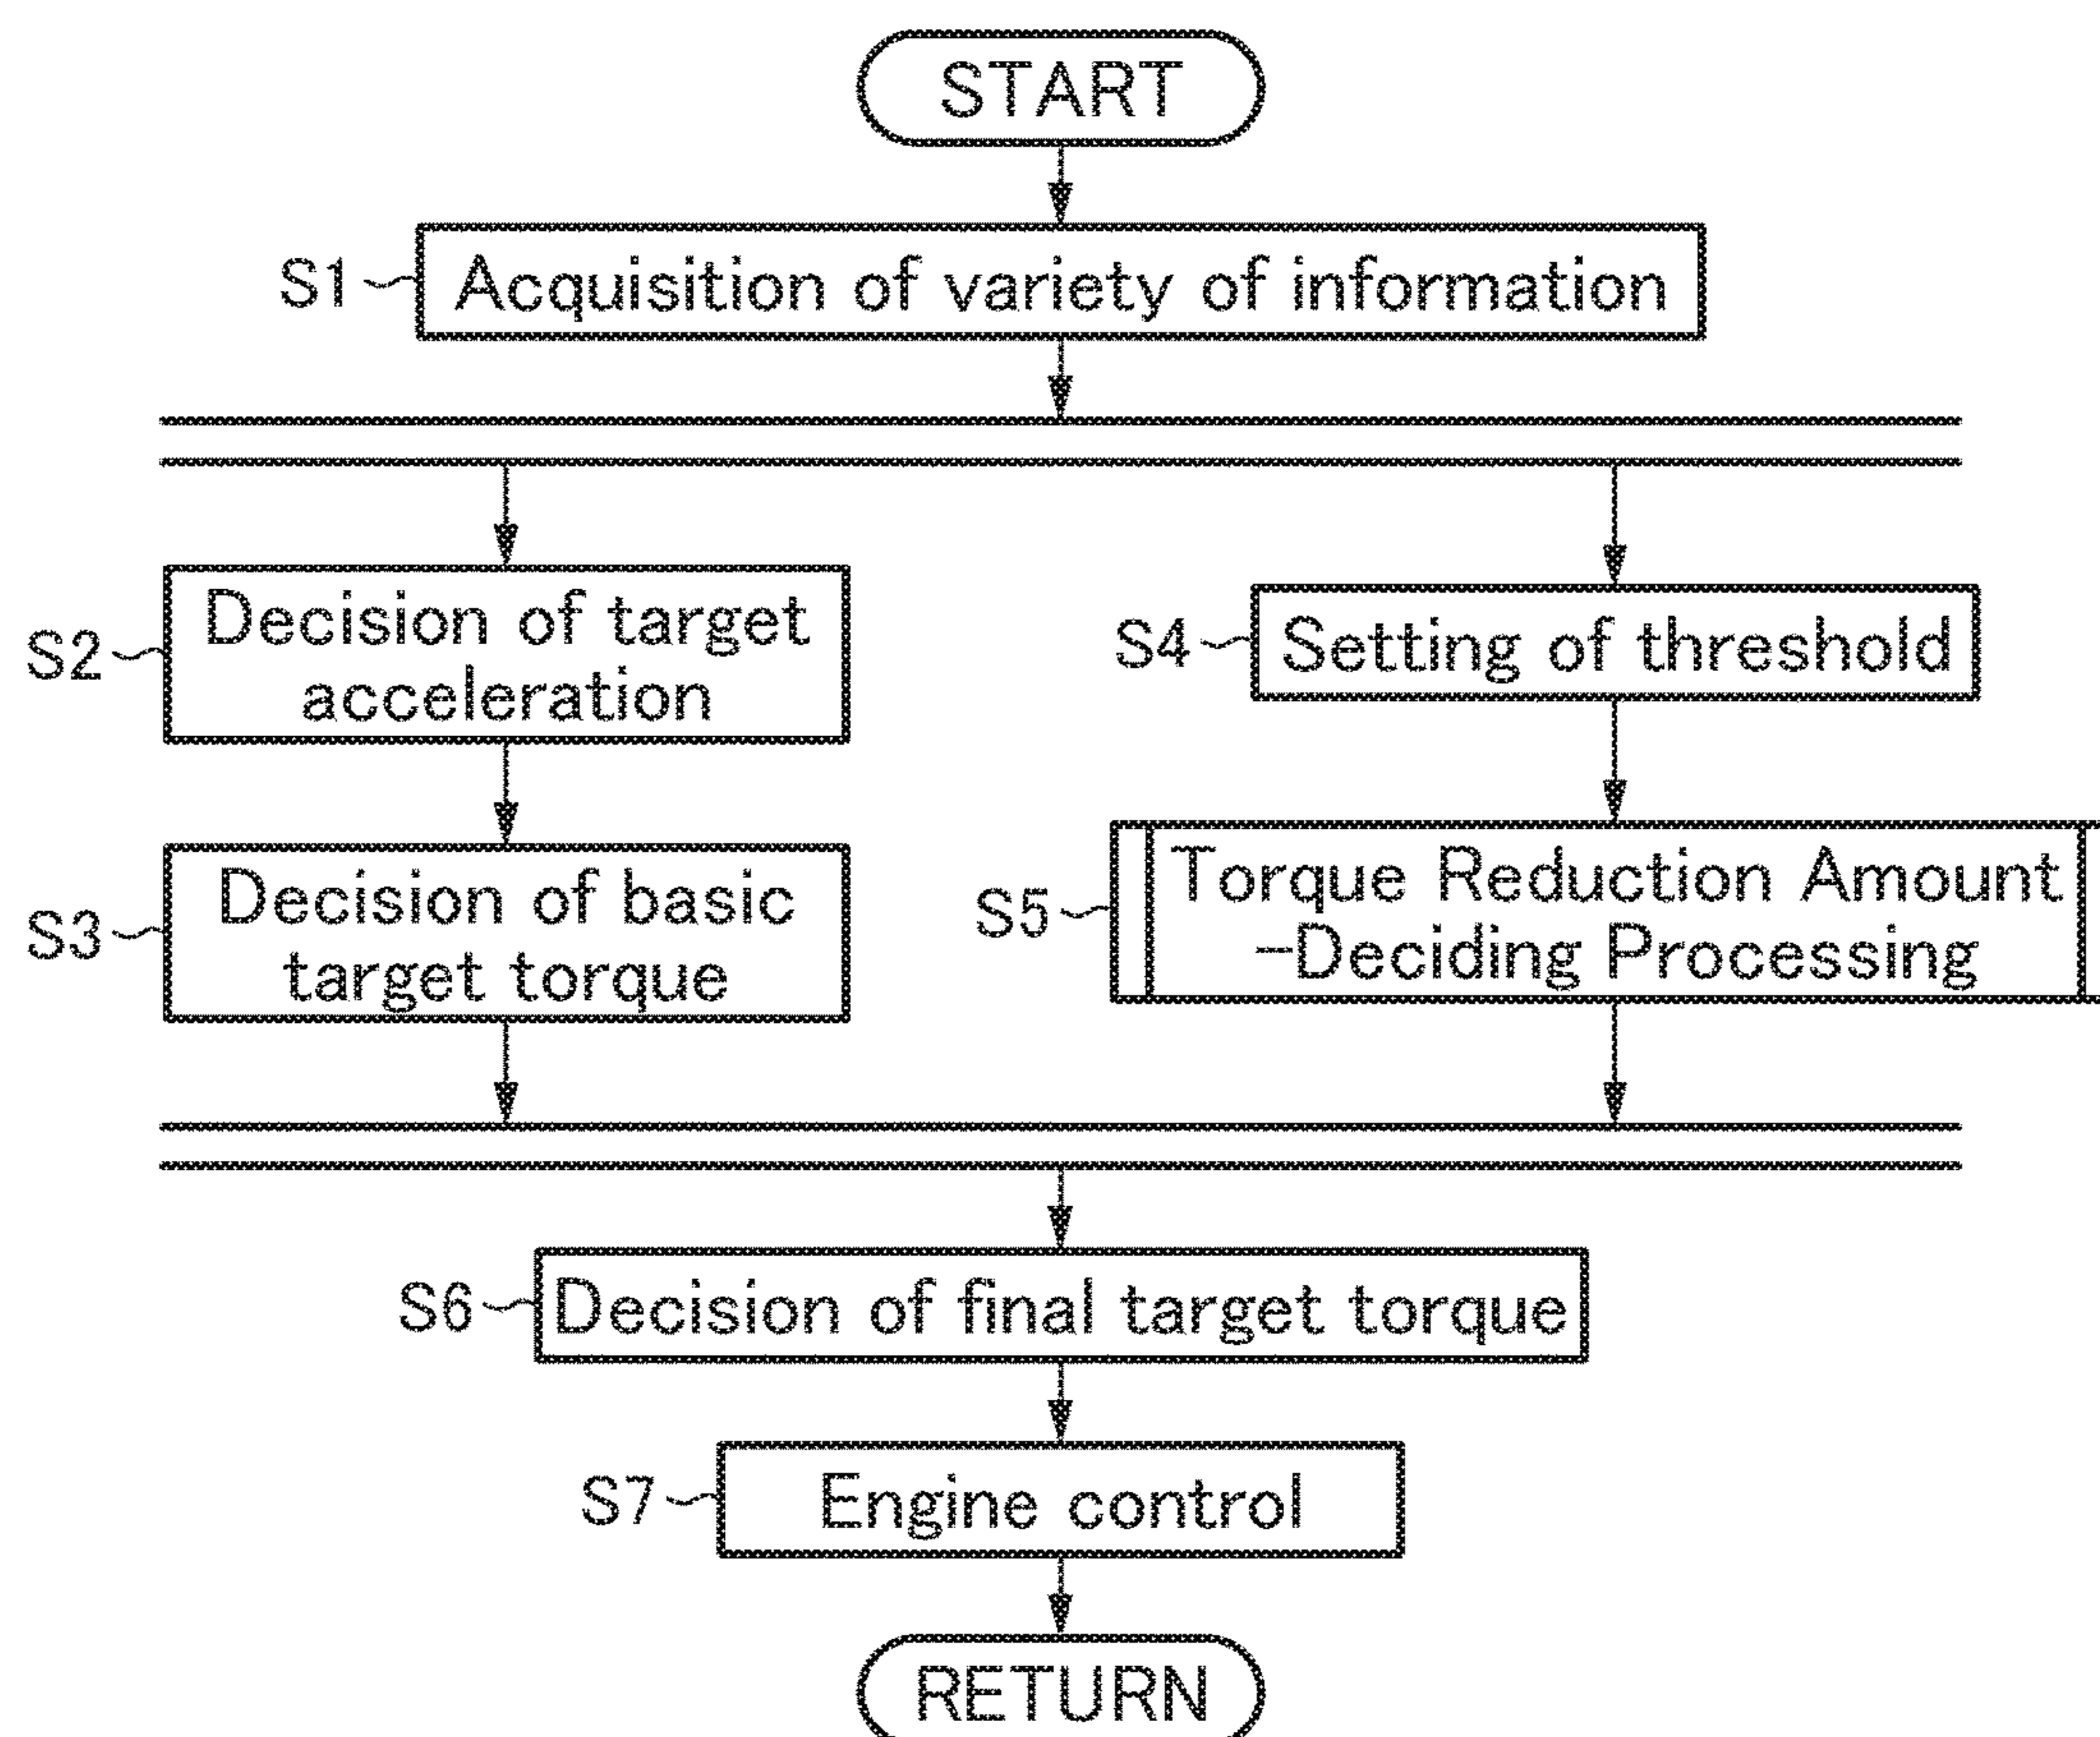 START
S1
Acquisition of variety of information
S2
Decision of target
acceleration
S3
Decision of basic
target torque
S4
Setting of threshold
S5
Torque Reduction Amount
-Deciding Processing
S6
Decision of final target torque
S7
Engine control
RETURN